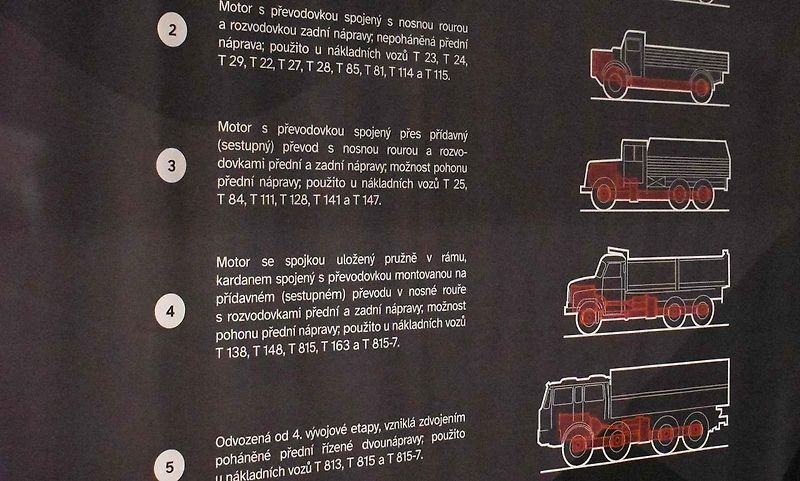 2
Motor s převodovkou spojený s nosnou rourou
a rozvodovkou zadní nápravy; nepoháněná přední
náprava; použito u nákladních vozů T 23, T 24,
T 29, T 22, T 27, T 28, T 85, T 81, T 114 a T 115.
3
Motor s převodovkou spojený přes přídavný
(sestupný) převod s nosnou rourou a rozvo-
dovkami přední a zadní nápravy; možnost pohonu
přední nápravy; použito u nákladních vozů T 25,
T 84, T 111, T 128, T 141 a T 147.
4
Motor se spojkou uložený pružně v rámu,
kardanem spojený s převodovkou montovanou na
přídavném (sestupném) převodu v nosné rouře
s rozvodovkami přední a zadní nápravy; možnost
pohonu přední nápravy; použito u nákladních vozů
T 138, T 148, T 815, T 163 a T 815-7.
5
Odvozená od 4. vývojové etapy, vzniklá zdvojením
poháněné přední řízené dvounápravy; použito
u nákladních vozů T 813, T 815 a T 815-7.